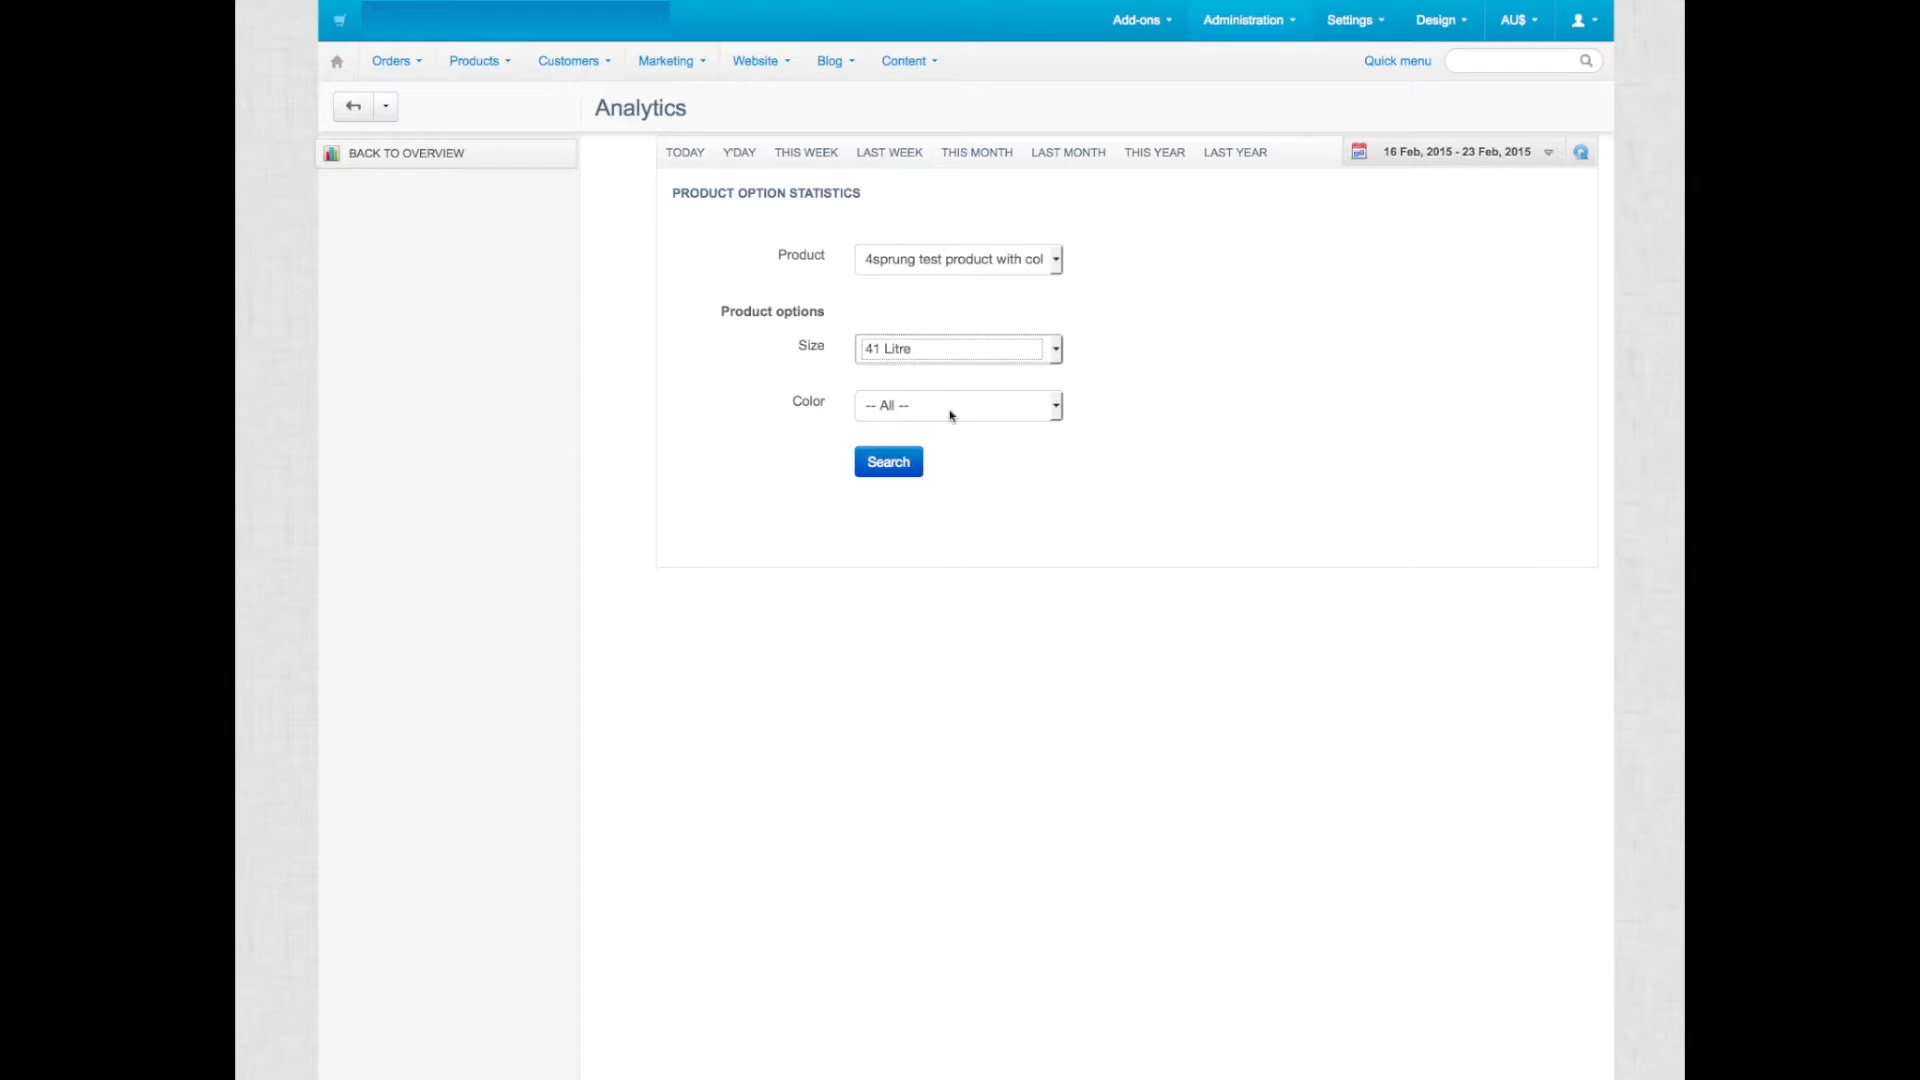 Add-ons Administration Settings Design AU$
Orders Products Customers Marketing Website Blog Content Quick menu
Analytics
BACK TO OVERVIEW
TODAY Y'DAY THIS WEEK LAST WEEK THIS MONTH LAST MONTH THIS YEAR LAST YEAR 16 Feb, 2015 - 23 Feb, 2015
PRODUCT OPTION STATISTICS
Product 4sprung test product with col
Product options
Size 41 Litre
Color -- All --
Search